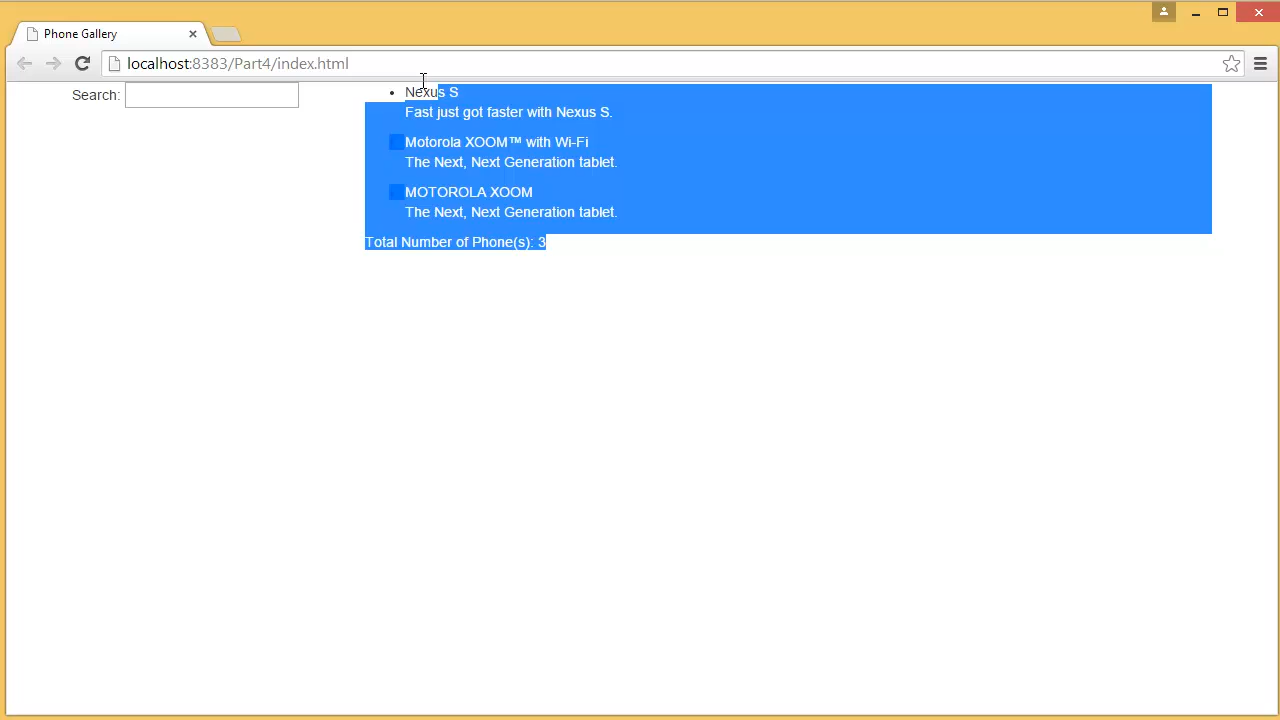 Phone Gallery
localhost:8383/Part4/index.html
Search:
Nexus S
Fast just got faster with Nexus S.
Motorola XOOM™ with Wi-Fi
The Next, Next Generation tablet.
MOTOROLA XOOM
The Next, Next Generation tablet.
Total Number of Phone(s): 3